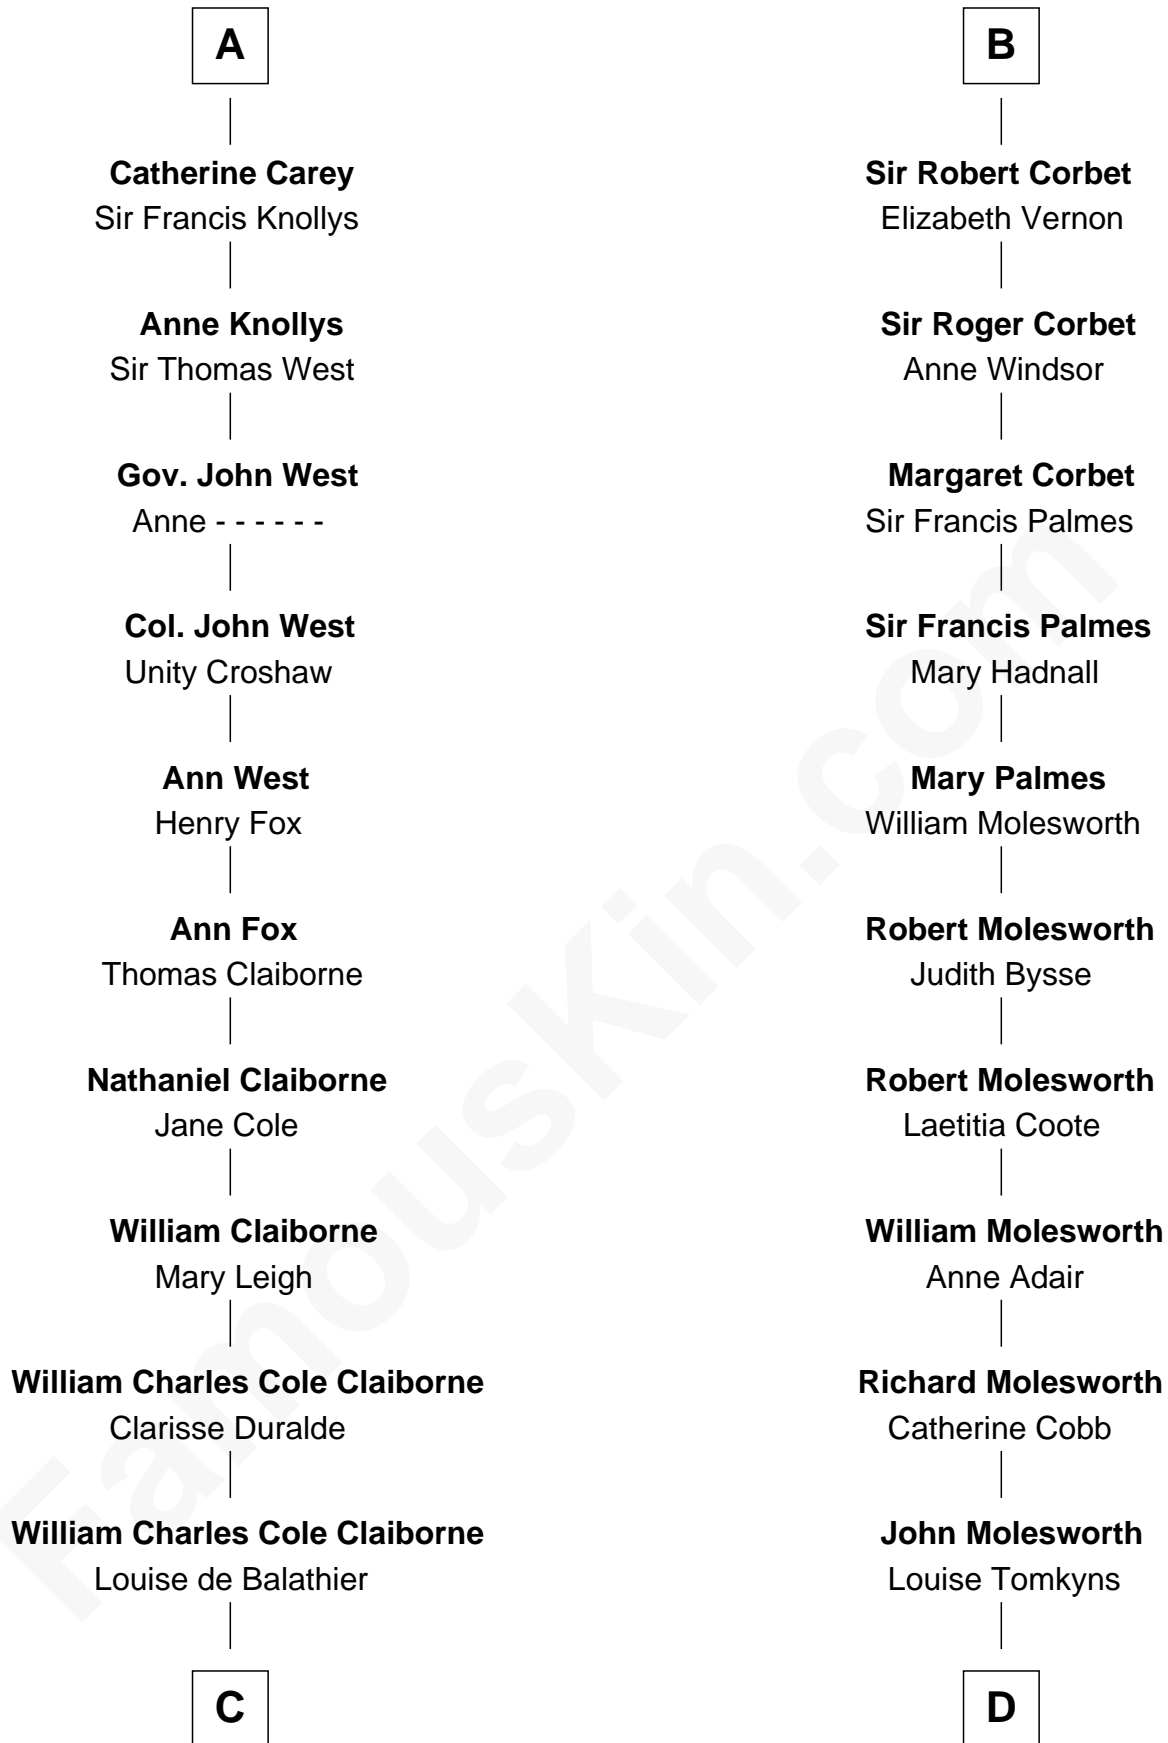 A
Catherine Carey
Sir Francis Knollys
Anne Knollys
Sir Thomas West
Gov. John West
Anne - - - - - -
Col. John West
Unity Croshaw
Ann West
Henry Fox
Ann Fox
Thomas Claiborne
Nathaniel Claiborne
Jane Cole
William Claiborne
Mary Leigh
William Charles Cole Claiborne
Clarisse Duralde
William Charles Cole Claiborne
Louise de Balathier
C
B
Sir Robert Corbet
Elizabeth Vernon
Sir Roger Corbet
Anne Windsor
Margaret Corbet
Sir Francis Palmes
Sir Francis Palmes
Mary Hadnall
Mary Palmes
William Molesworth
Robert Molesworth
Judith Bysse
Robert Molesworth
Laetitia Coote
William Molesworth
Anne Adair
Richard Molesworth
Catherine Cobb
John Molesworth
Louise Tomkyns
D
FamousKin.com